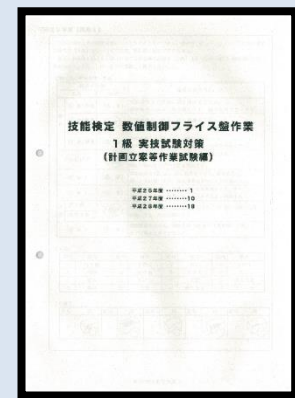 技能検定 数値制御フライス盤作業
1級 実技試験対策
(計画立案等作業試験編)
平成25年度 ……… 1
平成27年度 ………10
平成28年度 ………18